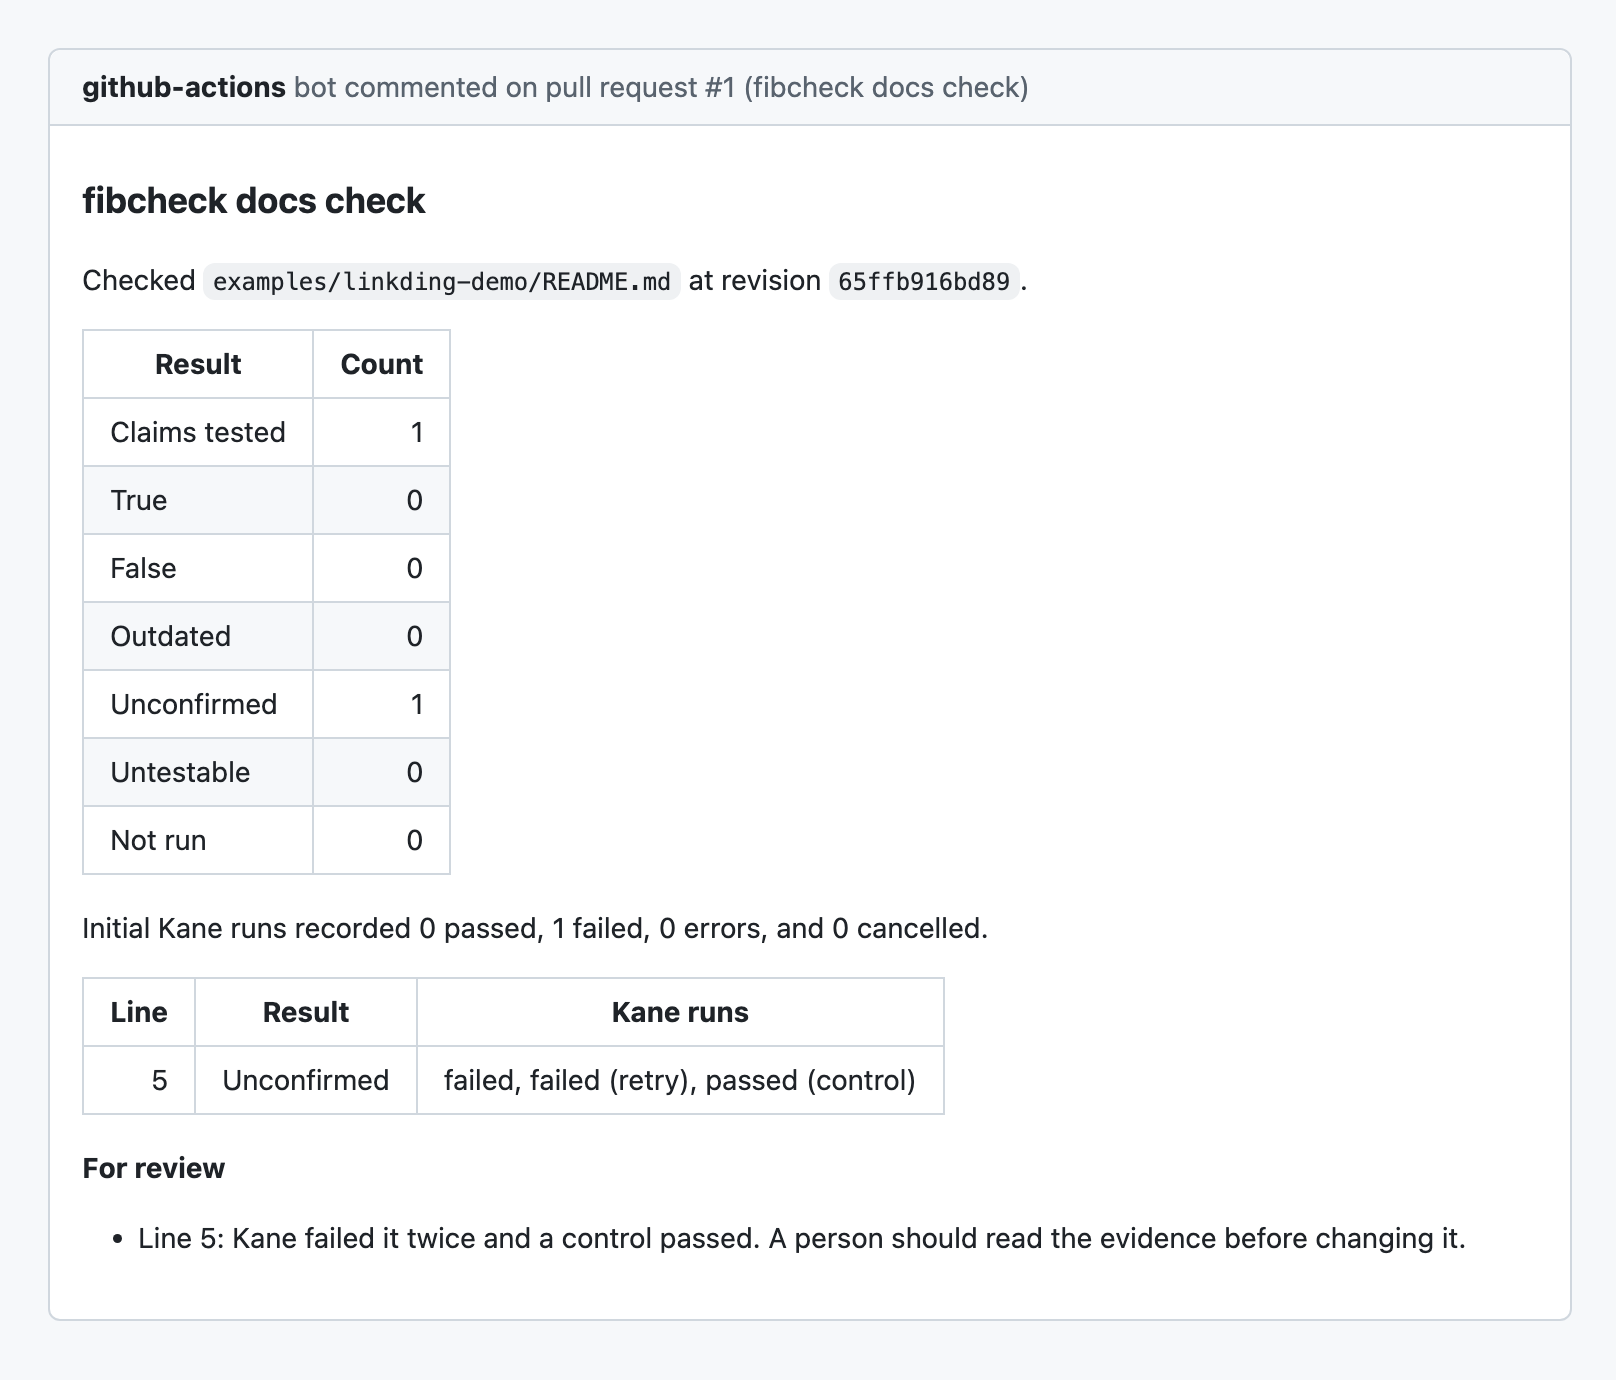 github-actions bot commented on pull request #1 (fibcheck docs check)
fibcheck docs check
Checked examples/linkding-demo/README.md at revision 65ffb916bd89.
Result Count
Claims tested 1
True 0
False 0
Outdated 0
Unconfirmed 1
Untestable 0
Not run 0
Initial Kane runs recorded 0 passed, 1 failed, 0 errors, and 0 cancelled.
Line Result Kane runs
5 Unconfirmed failed, failed (retry), passed (control)
For review
• Line 5: Kane failed it twice and a control passed. A person should read the evidence before changing it.